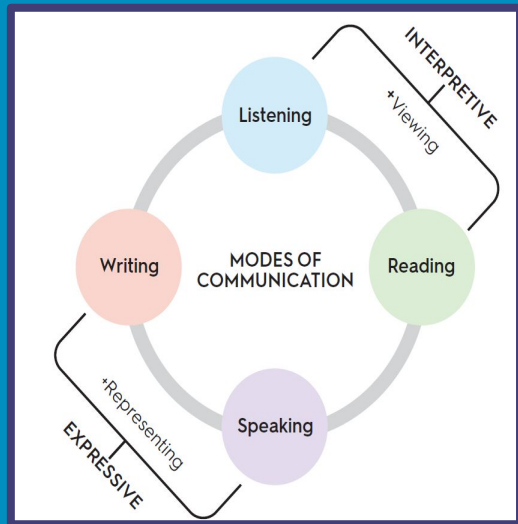 INTERPRETIVE
+Viewing
Listening
Writing
MODES OF
COMMUNICATION
Reading
Speaking
+Representing
EXPRESSIVE